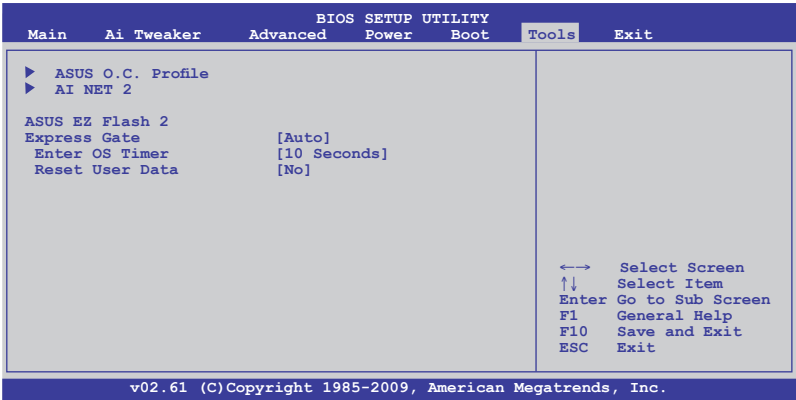 BIOS SETUP UTILITY
Main Ai Tweaker Advanced Power Boot Tools Exit
ASUS O.C. Profile
AI NET 2
ASUS EZ Flash 2
Express Gate [Auto]
Enter OS Timer [10 Seconds]
Reset User Data [No]
←→ Select Screen
↑↓ Select Item
Enter Go to Sub Screen
F1 General Help
F10 Save and Exit
ESC Exit
v02.61 (C)Copyright 1985-2009, American Megatrends, Inc.